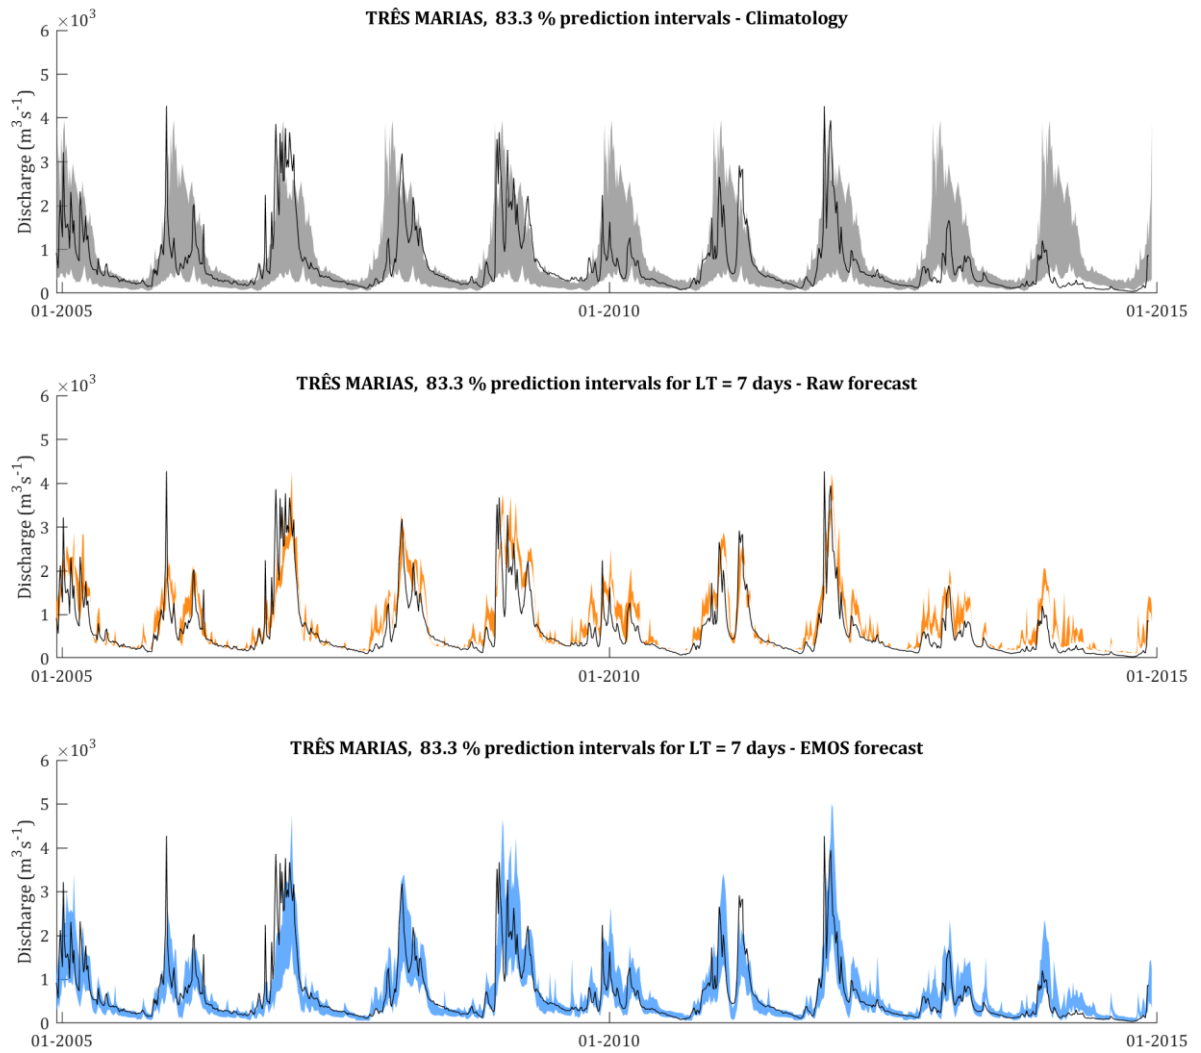 TRÊS MARIAS, 83.3 % prediction intervals - Climatology
×10³
6
5
4
3
2
1
0
Discharge (m³s⁻¹)
01-2005 01-2010 01-2015
TRÊS MARIAS, 83.3 % prediction intervals for LT = 7 days - Raw forecast
×10³
6
5
4
3
2
1
0
Discharge (m³s⁻¹)
01-2005 01-2010 01-2015
TRÊS MARIAS, 83.3 % prediction intervals for LT = 7 days - EMOS forecast
×10³
6
5
4
3
2
1
0
Discharge (m³s⁻¹)
01-2005 01-2010 01-2015